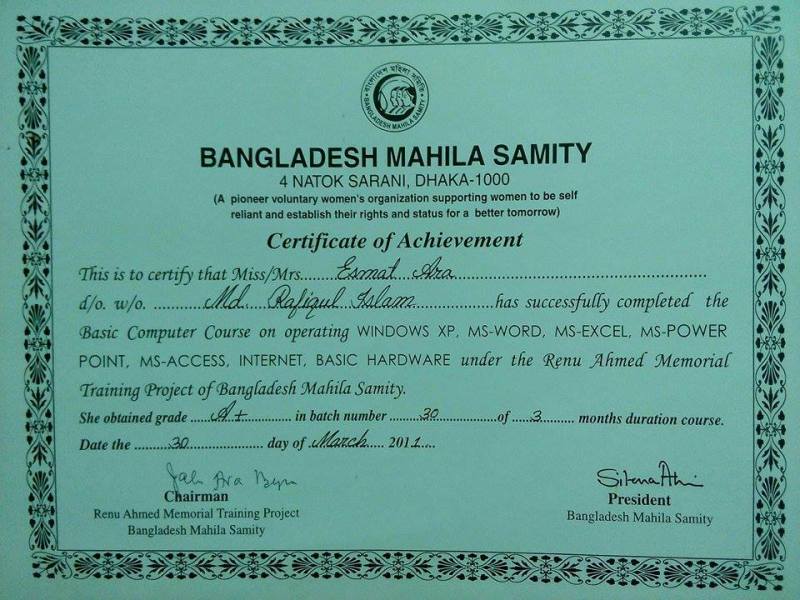 বাংলাদেশ মহিলা সমিতি
BANGLADESH MAHILA SAMITY
BANGLADESH MAHILA SAMITY
4 NATOK SARANI, DHAKA-1000
(A pioneer voluntary women's organization supporting women to be self
reliant and establish their rights and status for a better tomorrow)
Certificate of Achievement
This is to certify that Miss/Mrs. Esmat Ara
d/o. w/o. Md. Rafiqul Islam has successfully completed the
Basic Computer Course on operating WINDOWS XP, MS-WORD, MS-EXCEL, MS-POWER
POINT, MS-ACCESS, INTERNET, BASIC HARDWARE under the Renu Ahmed Memorial
Training Project of Bangladesh Mahila Samity.
She obtained grade A+ in batch number 30 of 3 months duration course.
Date the 30 day of March 2011
Ara
Chairman
Renu Ahmed Memorial Training Project
Bangladesh Mahila Samity
President
Bangladesh Mahila Samity